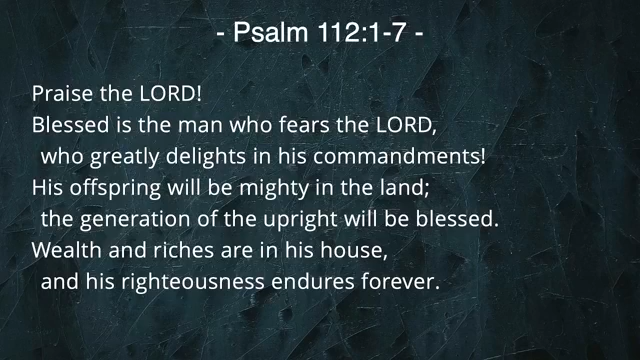 - Psalm 112:1-7 -
Praise the LORD!
Blessed is the man who fears the LORD,
who greatly delights in his commandments!
His offspring will be mighty in the land;
the generation of the upright will be blessed.
Wealth and riches are in his house,
and his righteousness endures forever.